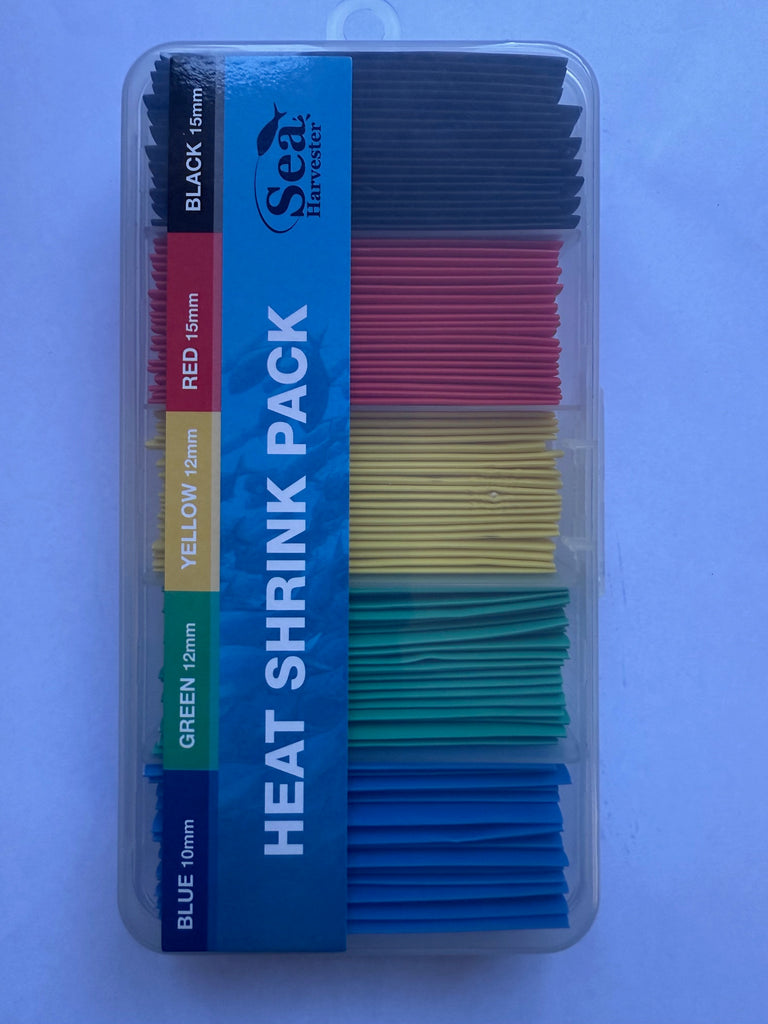 Sea
Harvester
HEAT SHRINK PACK
BLUE 10mm
GREEN 12mm
YELLOW 12mm
RED 15mm
BLACK 15mm